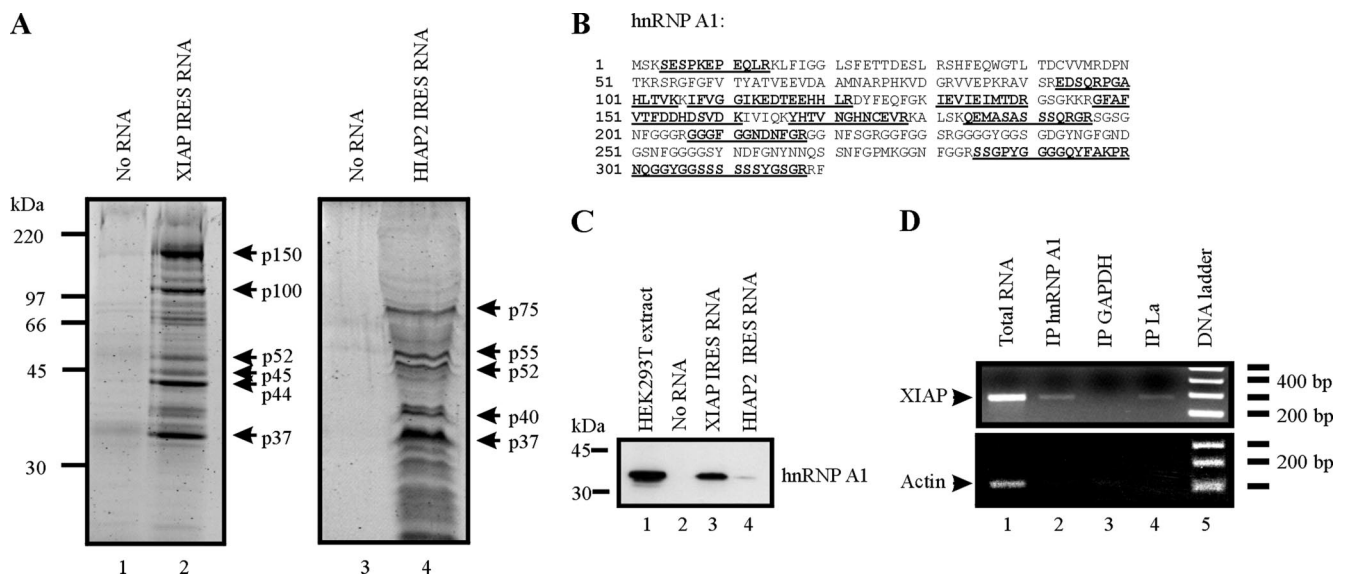 A
No RNA
XIAP IRES RNA
No RNA
HIAP2 IRES RNA
kDa
220
97
66
45
30
p150
p100
p52
p45
p44
p37
p75
p55
p52
p40
p37
1 2 3 4
B hnRNP A1:
1 MSKSESPKEP EQLRKLFIGG LSFETTDESL RSHFEQWGTL TDCVVMRDPN
51 TKRSRGFGFV TYATVEEVDA AMNARPHKVD GRVVEPKRAV SREDSQRPGA
101 HLTVKKIFVG GIKEDTEEHH LRDYFEQFGK IEVIEIMTDR GSGKKRGFAF
151 VTFDDHDSVD KIVIQKYHTV NGHNCEVRKA LSKQEMASAS SSQRGRSGSG
201 NFGGGRGGGF GGNDNFGRGG NFSGRGGFGG SRGGGGYGGS GDGYNGFGND
251 GSNFGGGGSY NDFGNYNNQS SNFGPMKGGN FGGRSSGPYG GGGQYFAKPR
301 NQGGYGGSSS SSSYGSGRRF
C
HEK293T extract
No RNA
XIAP IRES RNA
HIAP2 IRES RNA
kDa
45
30
hnRNP A1
1 2 3 4
D
Total RNA
IP hnRNP A1
IP GAPDH
IP La
DNA ladder
XIAP
400 bp
200 bp
Actin
200 bp
1 2 3 4 5